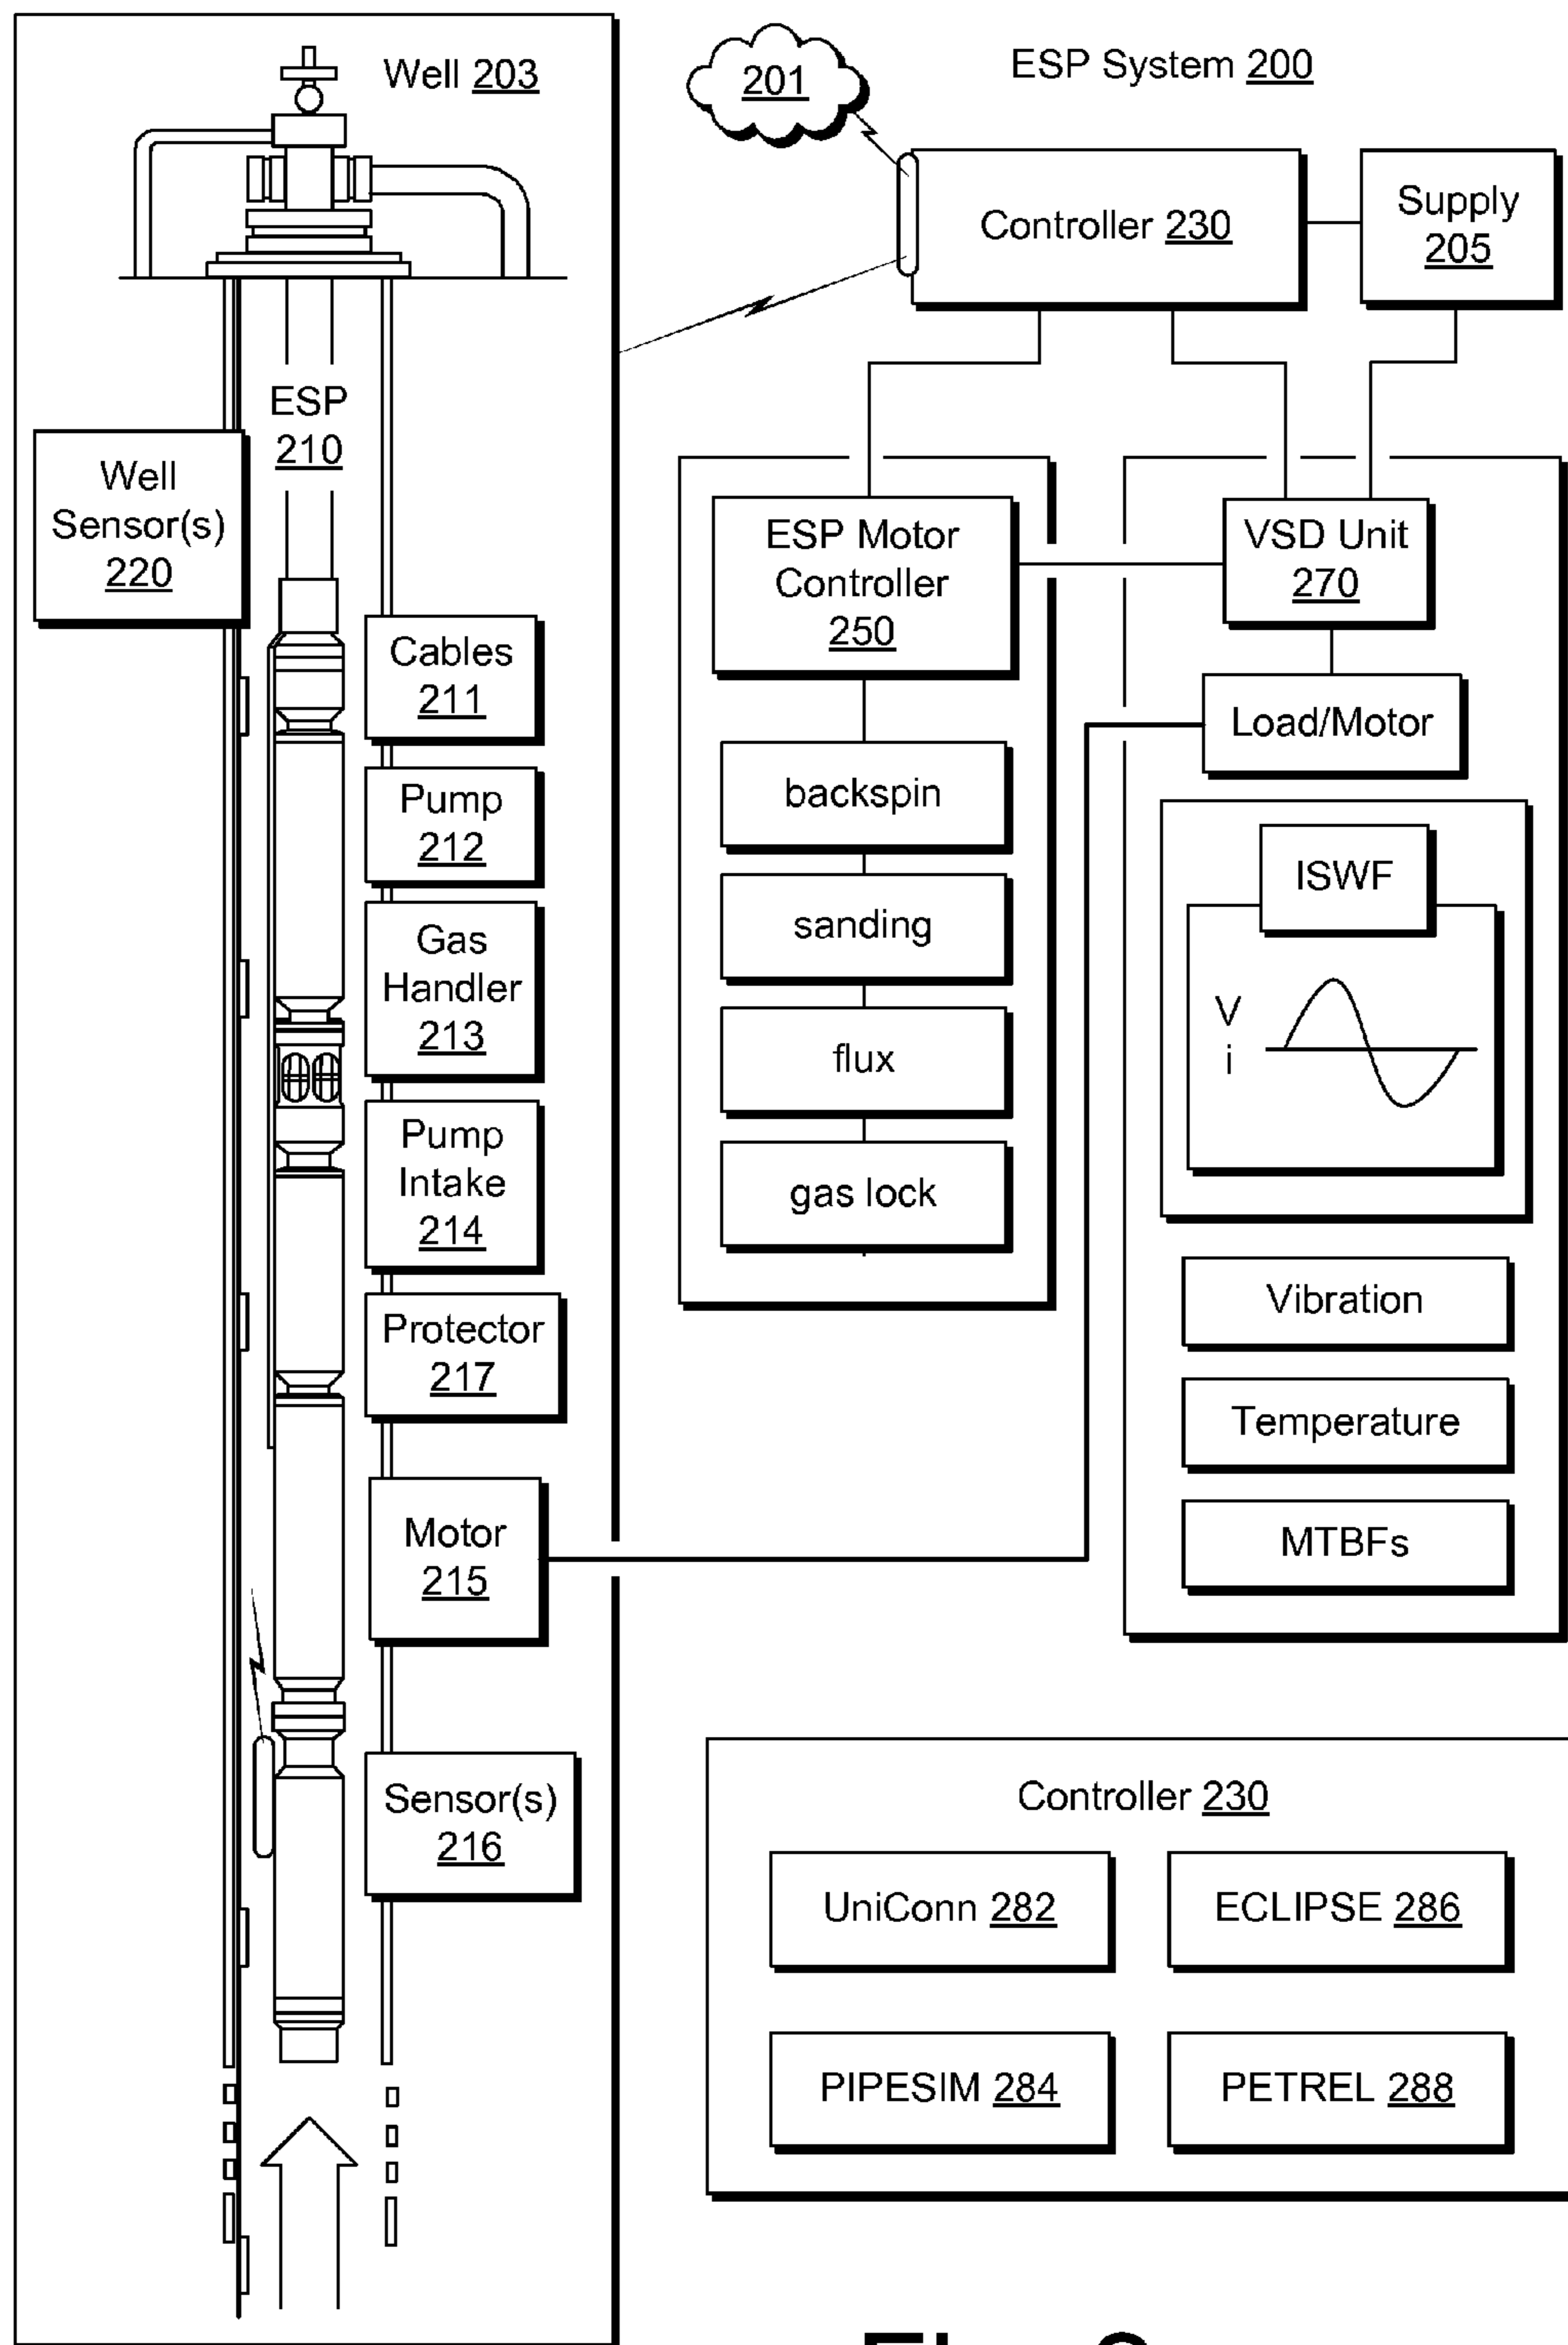 Well 203
201
ESP System 200
Controller 230
Supply
205
ESP
210
Well
Sensor(s)
220
Cables
211
Pump
212
Gas
Handler
213
Pump
Intake
214
Protector
217
Motor
215
Sensor(s)
216
ESP Motor
Controller
250
backspin
sanding
flux
gas lock
VSD Unit
270
Load/Motor
ISWF
V
i
Vibration
Temperature
MTBFs
Controller 230
UniConn 282
ECLIPSE 286
PIPESIM 284
PETREL 288